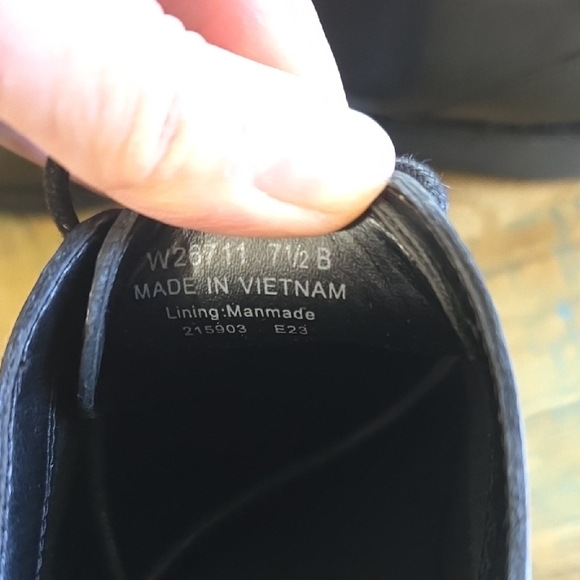 W26711 7½ B
MADE IN VIETNAM
Lining:Manmade
215903 E23